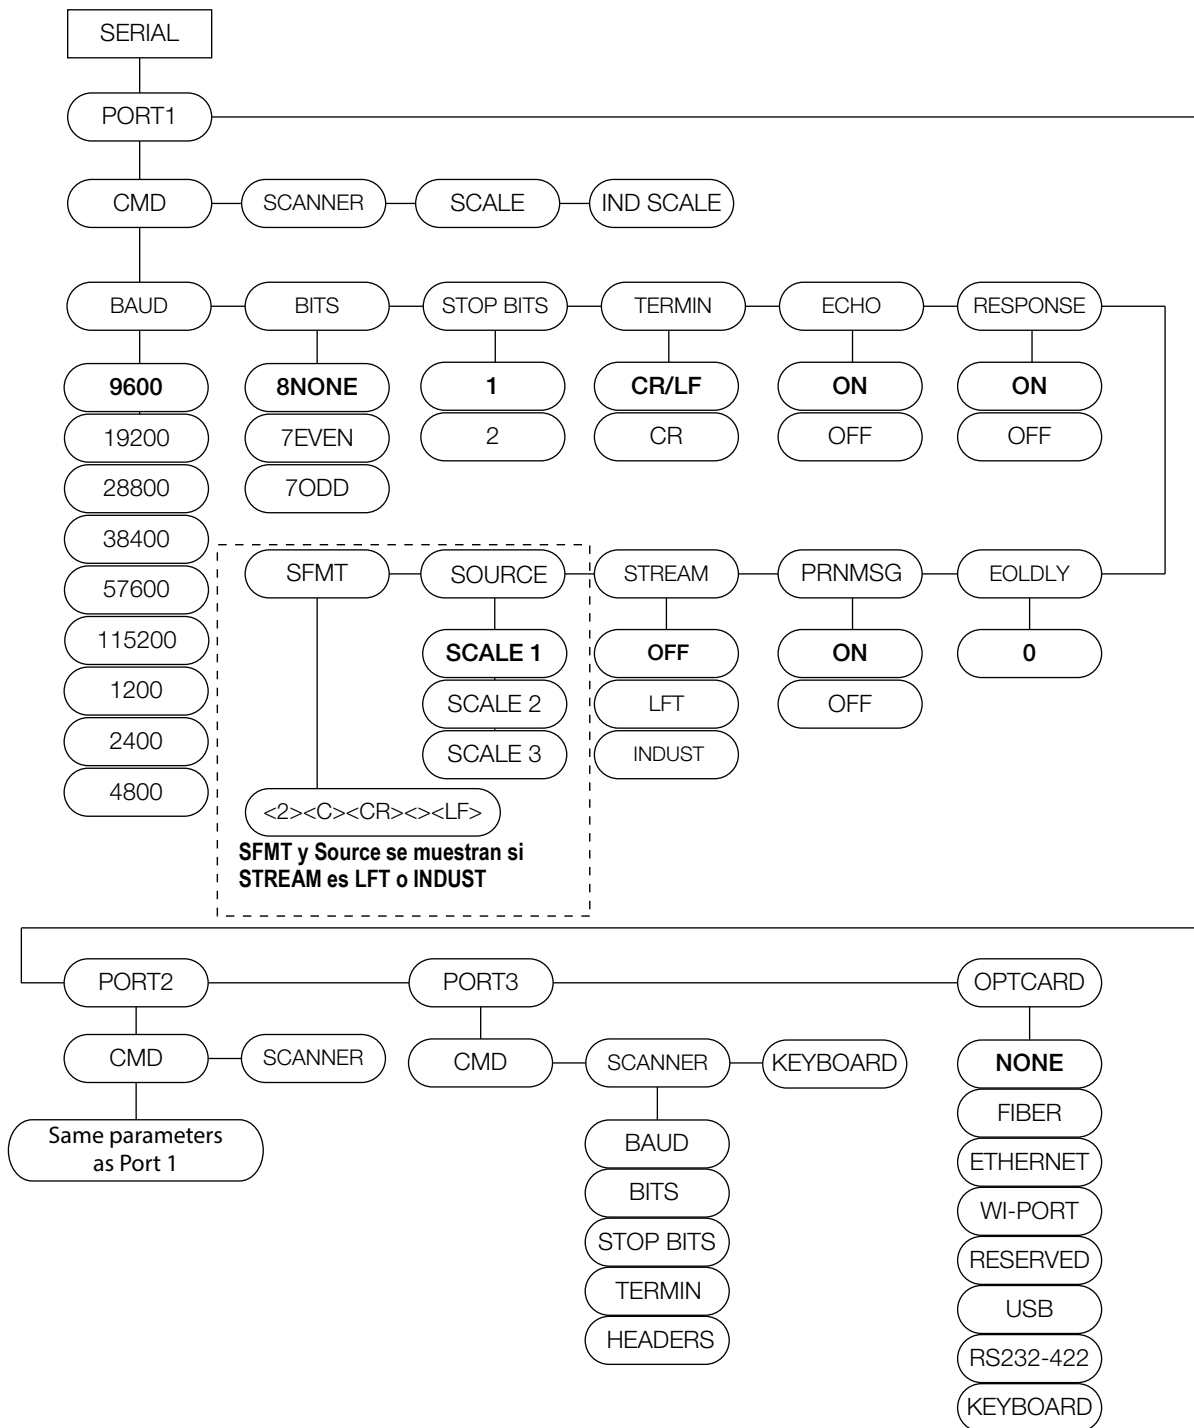 SERIAL
PORT1
CMD SCANNER SCALE IND SCALE
BAUD BITS STOP BITS TERMIN ECHO RESPONSE
9600 8NONE 1 CR/LF ON ON
19200 7EVEN 2 CR OFF OFF
28800 7ODD
38400
57600 SFMT SOURCE STREAM PRNMSG EOLDLY
115200 SCALE 1 OFF ON 0
1200 SCALE 2 LFT OFF
2400 SCALE 3 INDUST
4800 <2><C><CR><><LF>
SFMT y Source se muestran si
STREAM es LFT o INDUST
PORT2 PORT3 OPTCARD
CMD SCANNER CMD SCANNER KEYBOARD NONE
Same parameters
as Port 1
BAUD
BITS
STOP BITS
TERMIN
HEADERS
FIBER
ETHERNET
WI-PORT
RESERVED
USB
RS232-422
KEYBOARD